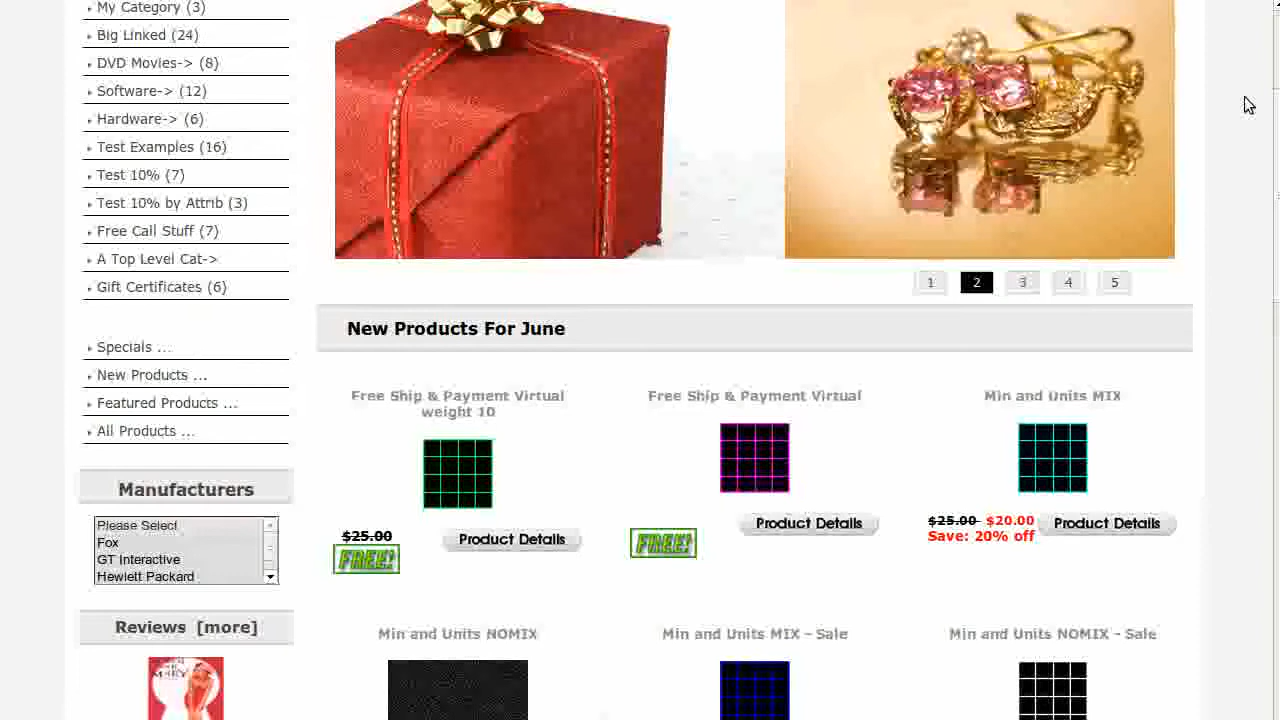 My Category (3)
Big Linked (24)
DVD Movies-> (8)
Software-> (12)
Hardware-> (6)
Test Examples (16)
Test 10% (7)
Test 10% by Attrib (3)
Free Call Stuff (7)
A Top Level Cat->
Gift Certificates (6)
Specials ...
New Products ...
Featured Products ...
All Products ...
Manufacturers
Please Select
Fox
GT Interactive
Hewlett Packard
Reviews [more]
1 2 3 4 5
New Products For June
Free Ship & Payment Virtual
weight 10
$25.00
FREE!
Product Details
Free Ship & Payment Virtual
FREE!
Product Details
Min and Units MIX
$25.00 $20.00
Save: 20% off
Product Details
Min and Units NOMIX
Min and Units MIX - Sale
Min and Units NOMIX - Sale